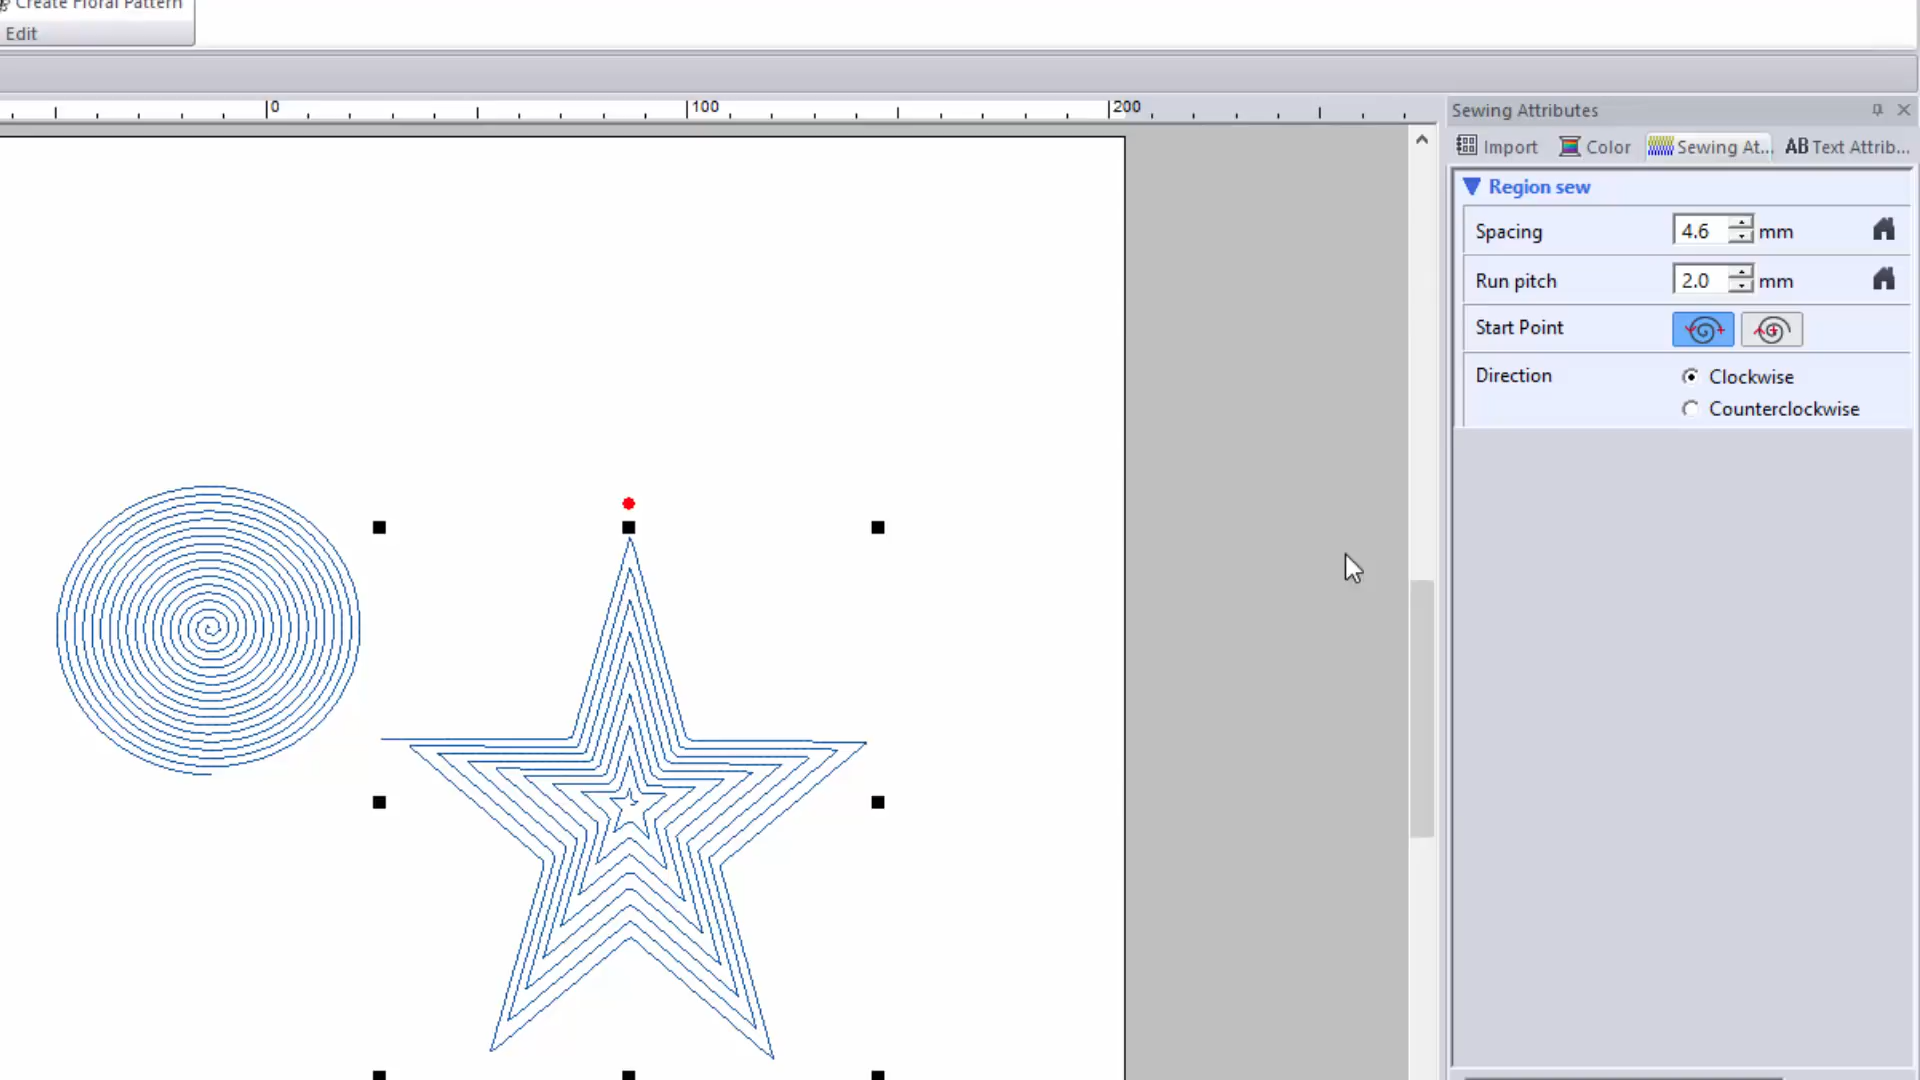 Create Floral Pattern
Edit
0 100 200
Sewing Attributes
Import Color Sewing At... AB Text Attrib...
Region sew
Spacing 4.6 mm
Run pitch 2.0 mm
Start Point
Direction Clockwise
Counterclockwise